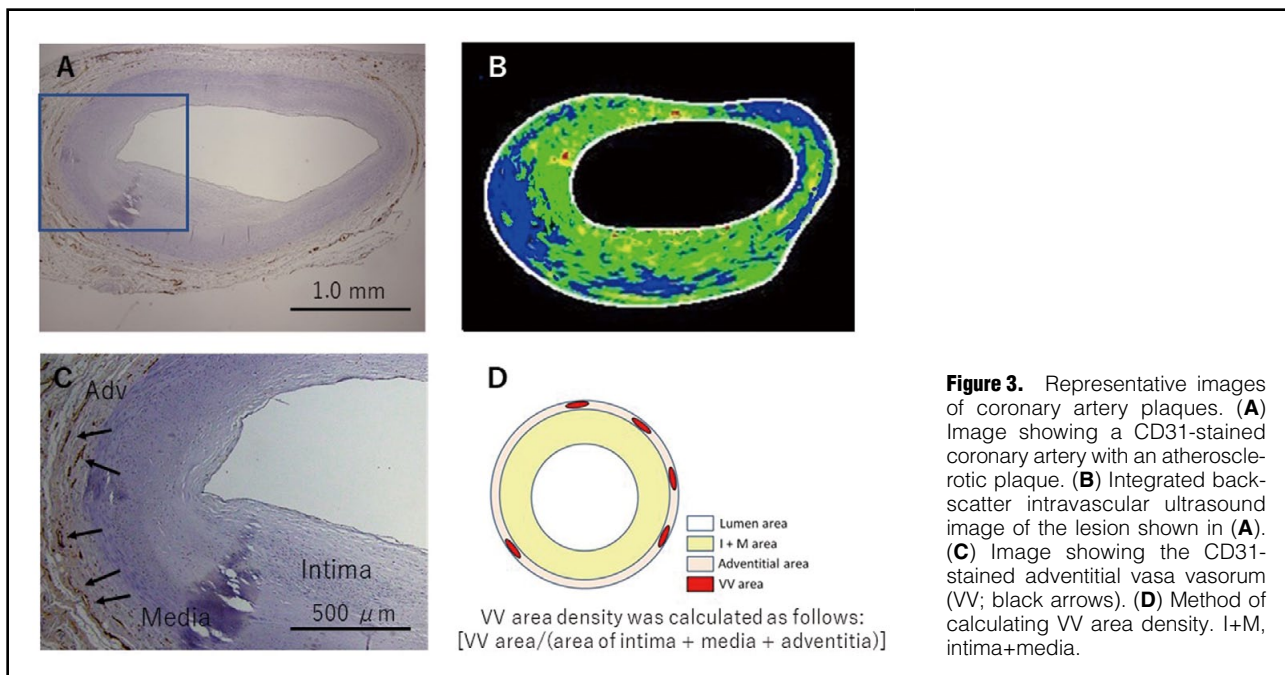 A
1.0 mm
B
C
Adv
Intima
Media
500 μm
D
Lumen area
I + M area
Adventitial area
VV area
VV area density was calculated as follows:
[VV area/(area of intima + media + adventitia)]
Figure 3. Representative images
of coronary artery plaques. (A)
Image showing a CD31-stained
coronary artery with an atheroscle-
rotic plaque. (B) Integrated back-
scatter intravascular ultrasound
image of the lesion shown in (A).
(C) Image showing the CD31-
stained adventitial vasa vasorum
(VV; black arrows). (D) Method of
calculating VV area density. I+M,
intima+media.